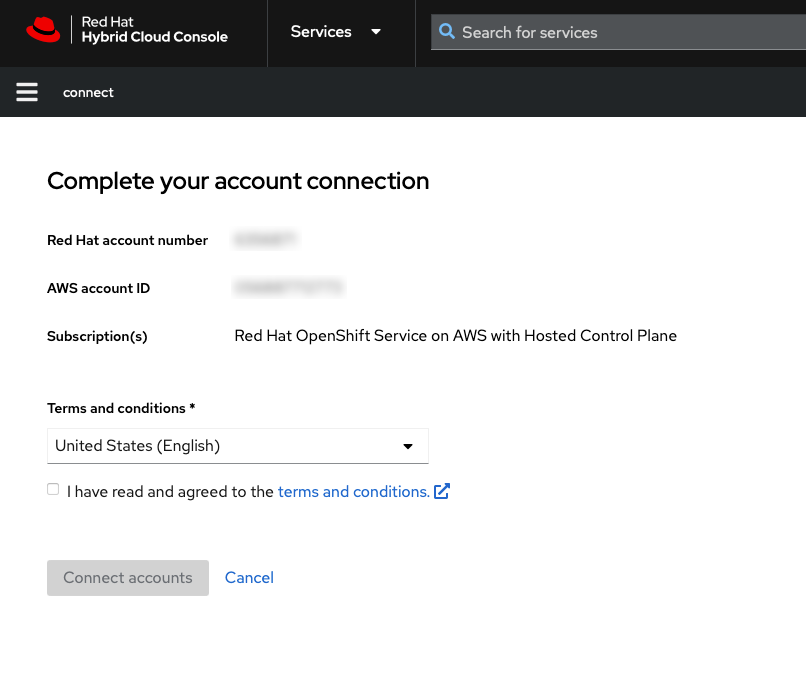 Red Hat
Hybrid Cloud Console
Services
Search for services
connect
Complete your account connection
Red Hat account number
AWS account ID
Subscription(s) Red Hat OpenShift Service on AWS with Hosted Control Plane
Terms and conditions *
United States (English)
I have read and agreed to the terms and conditions.
Connect accounts Cancel